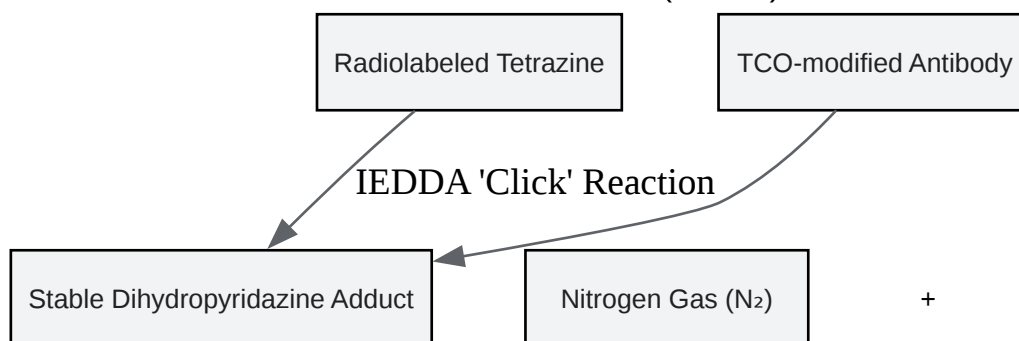 Radiolabeled Tetrazine
TCO-modified Antibody
IEDDA 'Click' Reaction
Stable Dihydropyridazine Adduct
Nitrogen Gas (N₂)
+